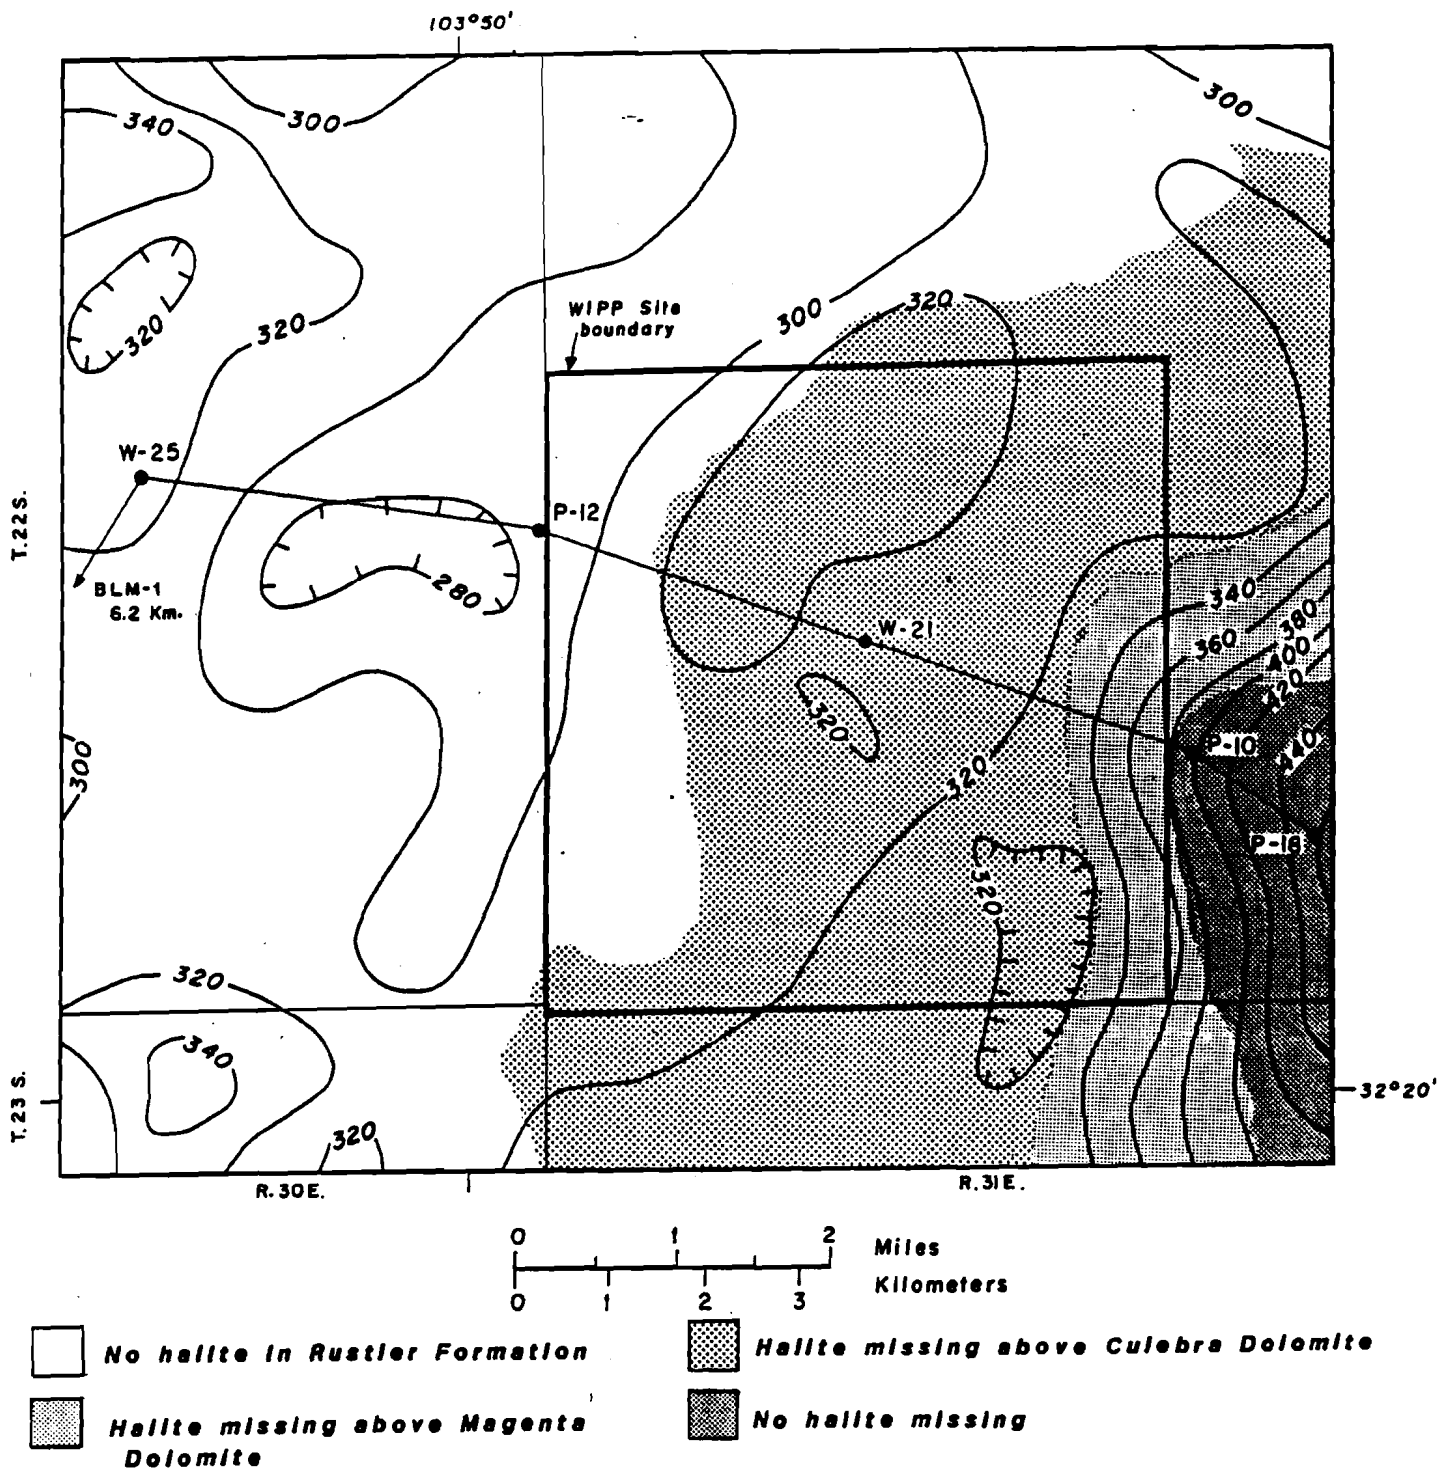 103°50'
340
300
300
320
320
300
320
WIPP Site
boundary
W-25
P-12
T.22S.
BLM-1
6.2 Km.
280
W-21
340
380
360
400
420
320
P-10
440
300
320
P-18
320
320
340
T.23 S.
32°20'
320
R.30E.
R.31E.
0 1 2
Miles
Kilometers
0 1 2 3
No halite in Rustler Formation
Halite missing above Culebra Dolomite
Halite missing above Magenta
Dolomite
No halite missing